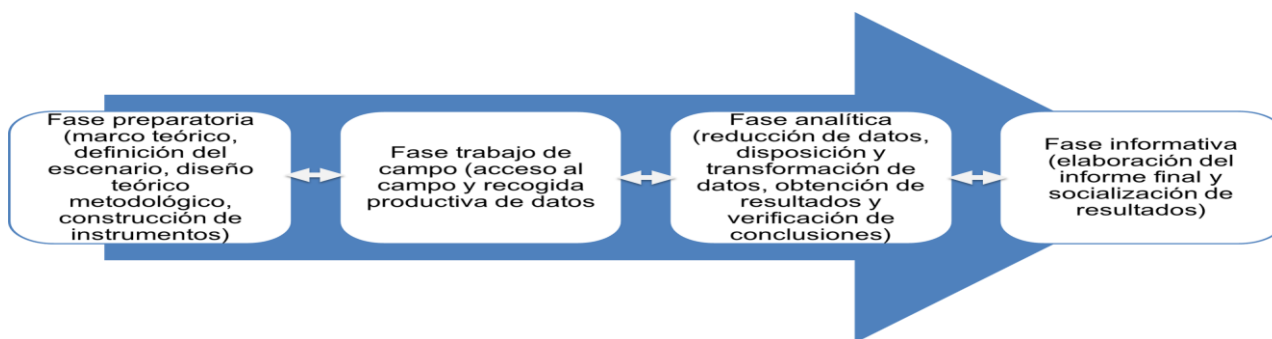 Fase preparatoria
(marco teórico,
definición del
escenario, diseño
teórico
metodológico,
construcción de
instrumentos)
Fase trabajo de
campo (acceso al
campo y recogida
productiva de datos
Fase analítica
(reducción de datos,
disposición y
transformación de
datos, obtención de
resultados y
verificación de
conclusiones)
Fase informativa
(elaboración del
informe final y
socialización de
resultados)